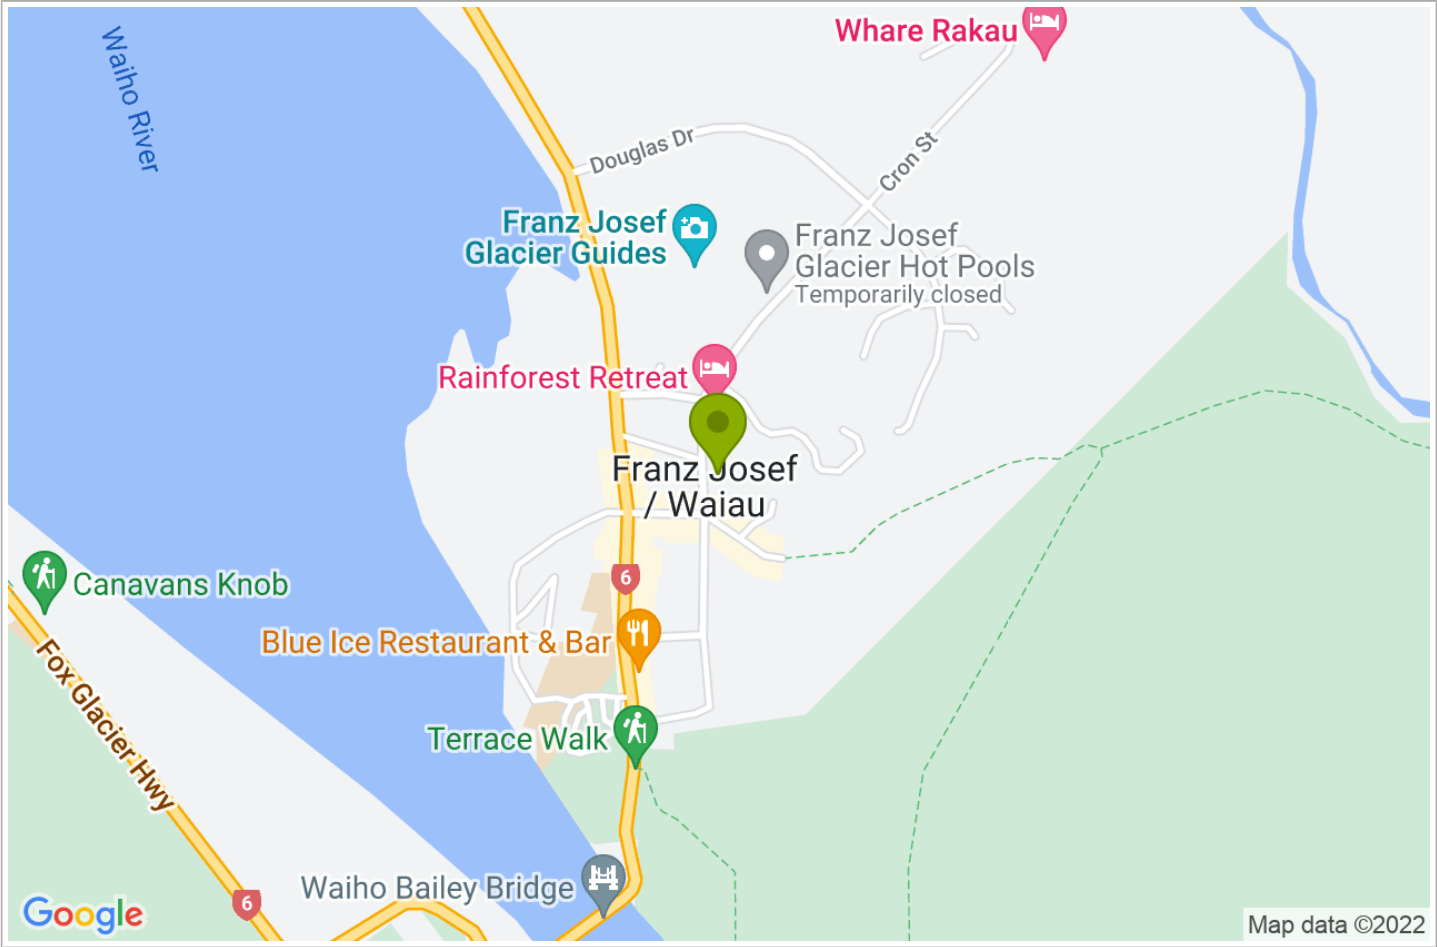 Whare Rakau
Waiho River
Douglas Dr
Cron St
Franz Josef
Glacier Guides
Franz Josef
Glacier Hot Pools
Temporarily closed
Rainforest Retreat
Franz Josef
/ Waiau
6
Canavans Knob
Blue Ice Restaurant & Bar
Fox Glacier Hwy
Terrace Walk
Waiho Bailey Bridge
6
Google
Map data ©2022